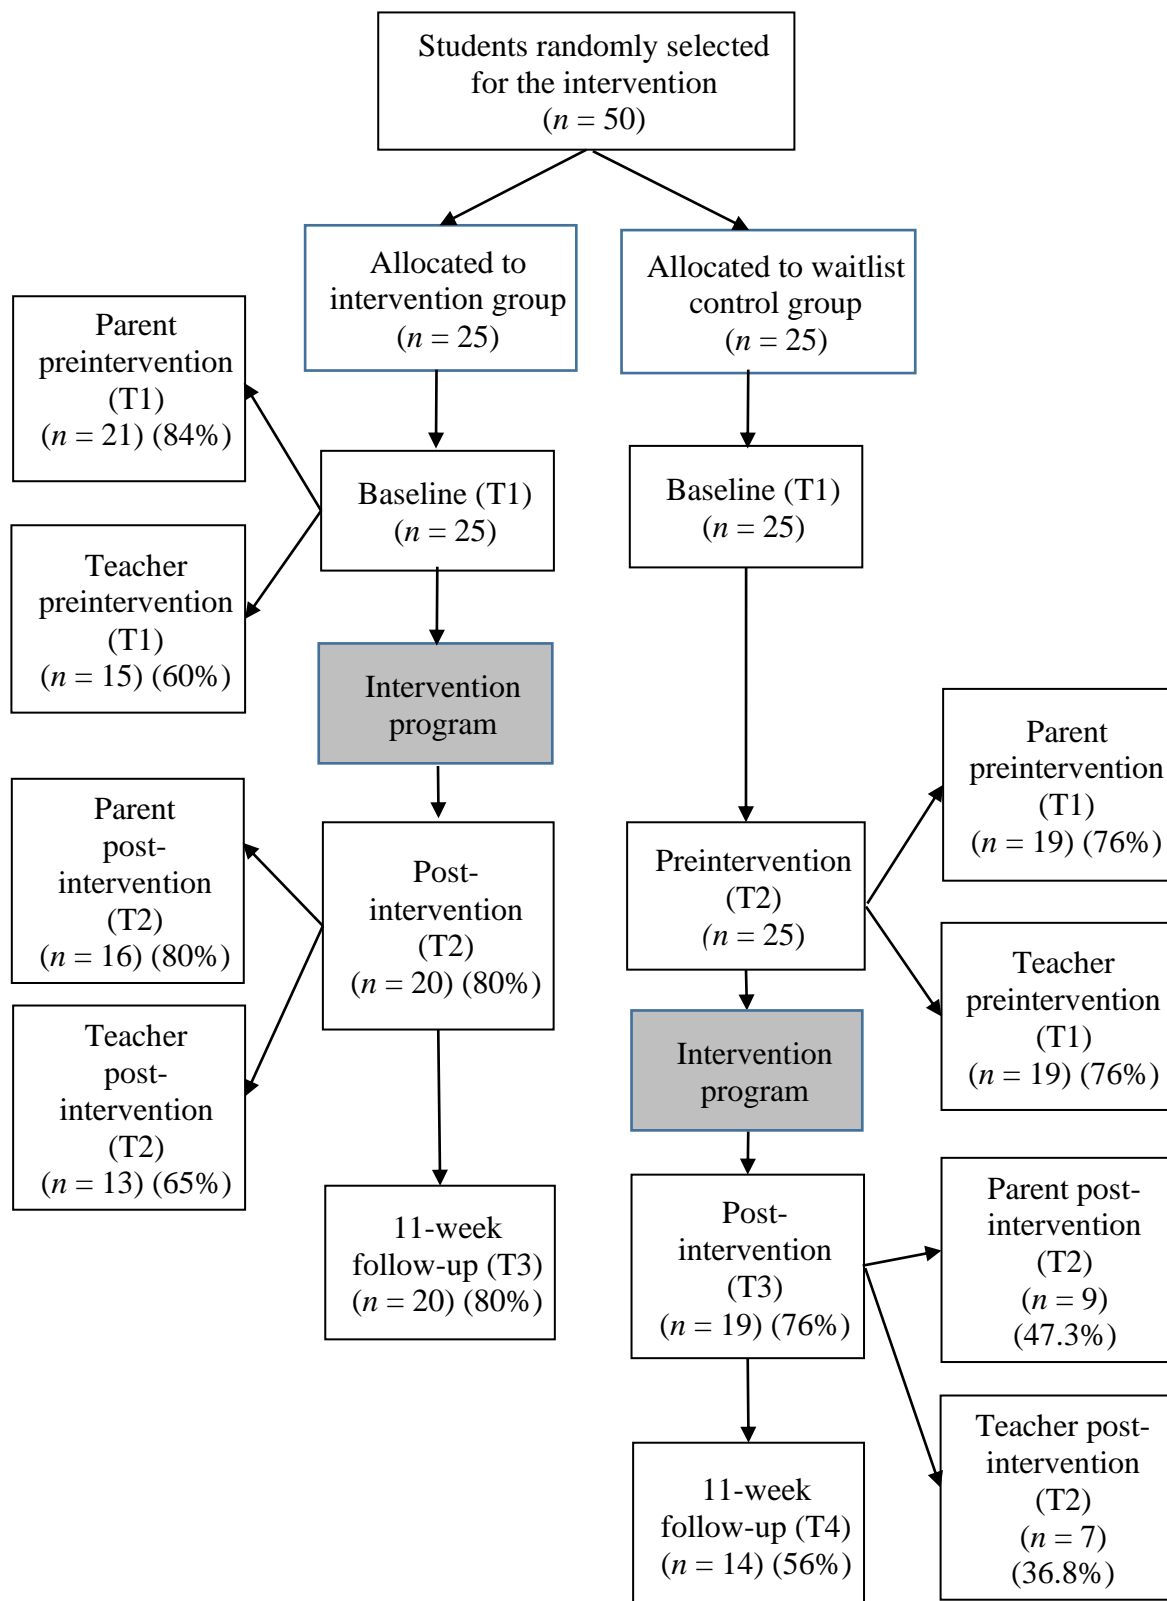 Students randomly selected
for the intervention
(n = 50)
Allocated to
intervention group
(n = 25)
Allocated to waitlist
control group
(n = 25)
Parent
preintervention
(T1)
(n = 21) (84%)
Baseline (T1)
(n = 25)
Baseline (T1)
(n = 25)
Teacher
preintervention
(T1)
(n = 15) (60%)
Intervention
program
Parent
preintervention
(T1)
(n = 19) (76%)
Parent
post-
intervention
(T2)
(n = 16) (80%)
Post-
intervention
(T2)
(n = 20) (80%)
Preintervention
(T2)
(n = 25)
Teacher
preintervention
(T1)
(n = 19) (76%)
Teacher
post-
intervention
(T2)
(n = 13) (65%)
Intervention
program
11-week
follow-up (T3)
(n = 20) (80%)
Post-
intervention
(T3)
(n = 19) (76%)
Parent post-
intervention
(T2)
(n = 9)
(47.3%)
11-week
follow-up (T4)
(n = 14) (56%)
Teacher post-
intervention
(T2)
(n = 7)
(36.8%)